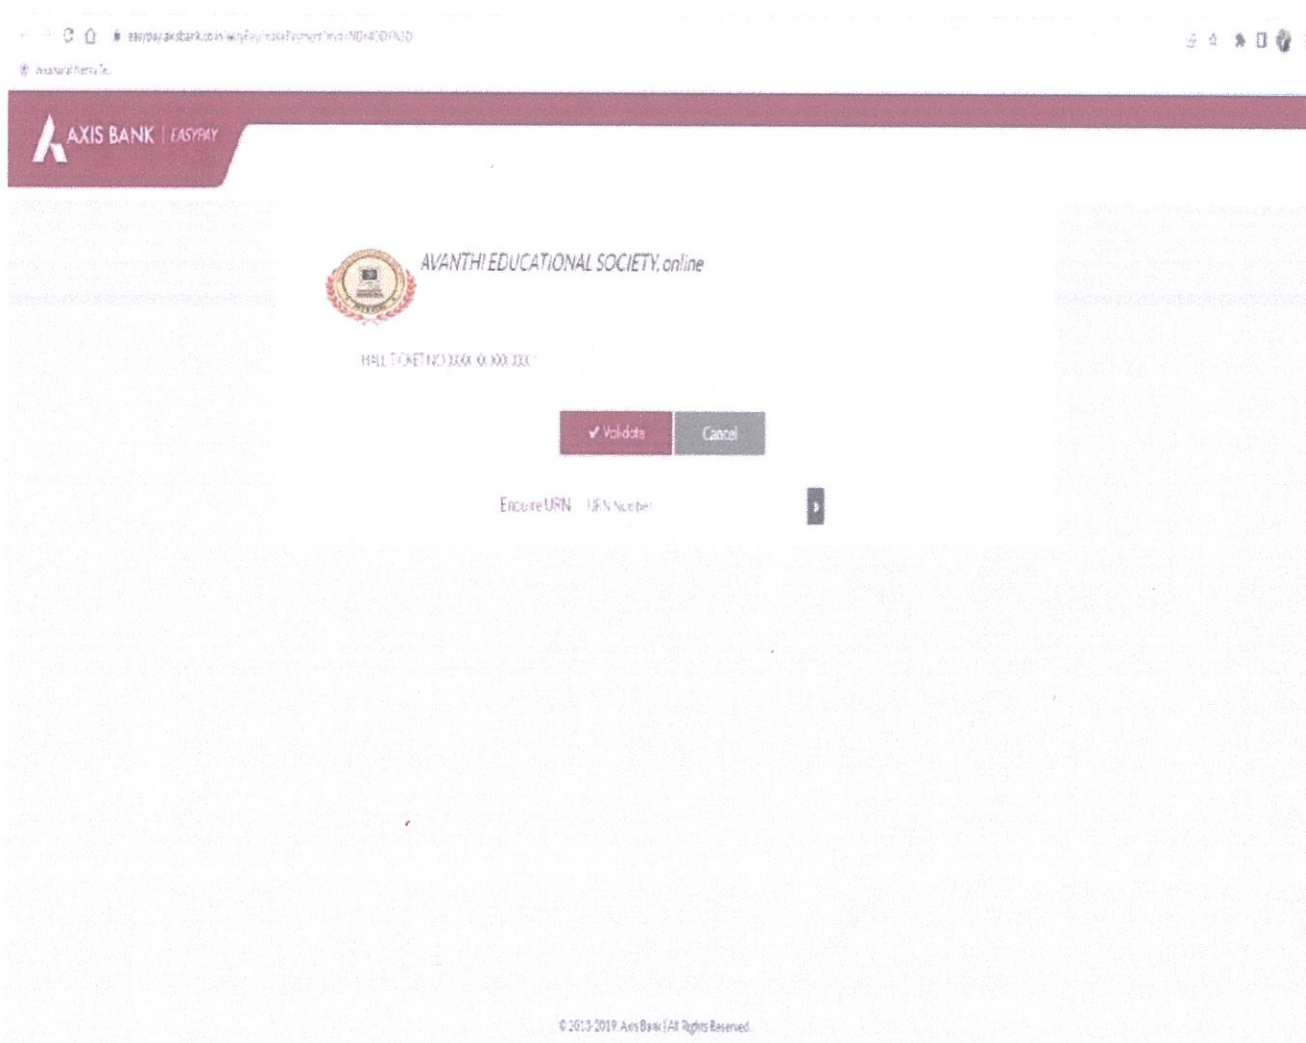 AXIS BANK | EASYPAY
AVANTHI EDUCATIONAL SOCIETY, online
HALL TICKET NO
✔ Validate Cancel
Enquire URN URN Number
© 2013-2019. Axis Bank | All Rights Reserved.